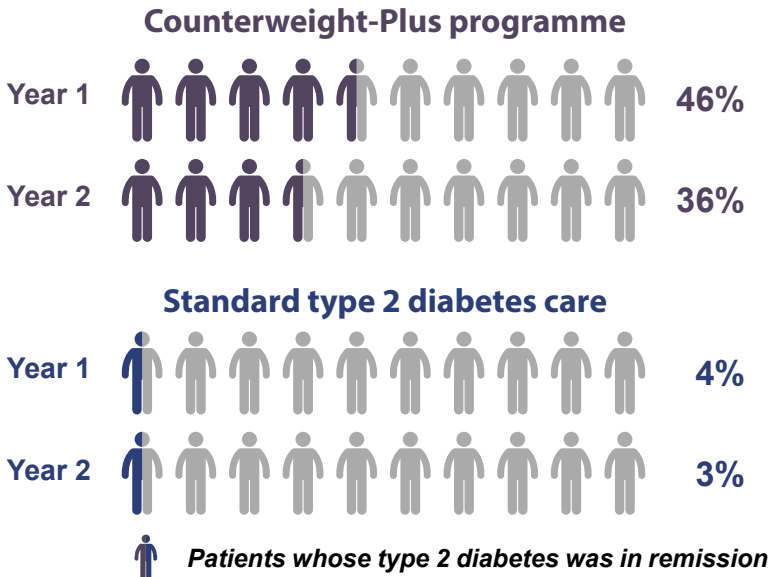 Counterweight-Plus programme
Year 1 46%
Year 2 36%
Standard type 2 diabetes care
Year 1 4%
Year 2 3%
Patients whose type 2 diabetes was in remission